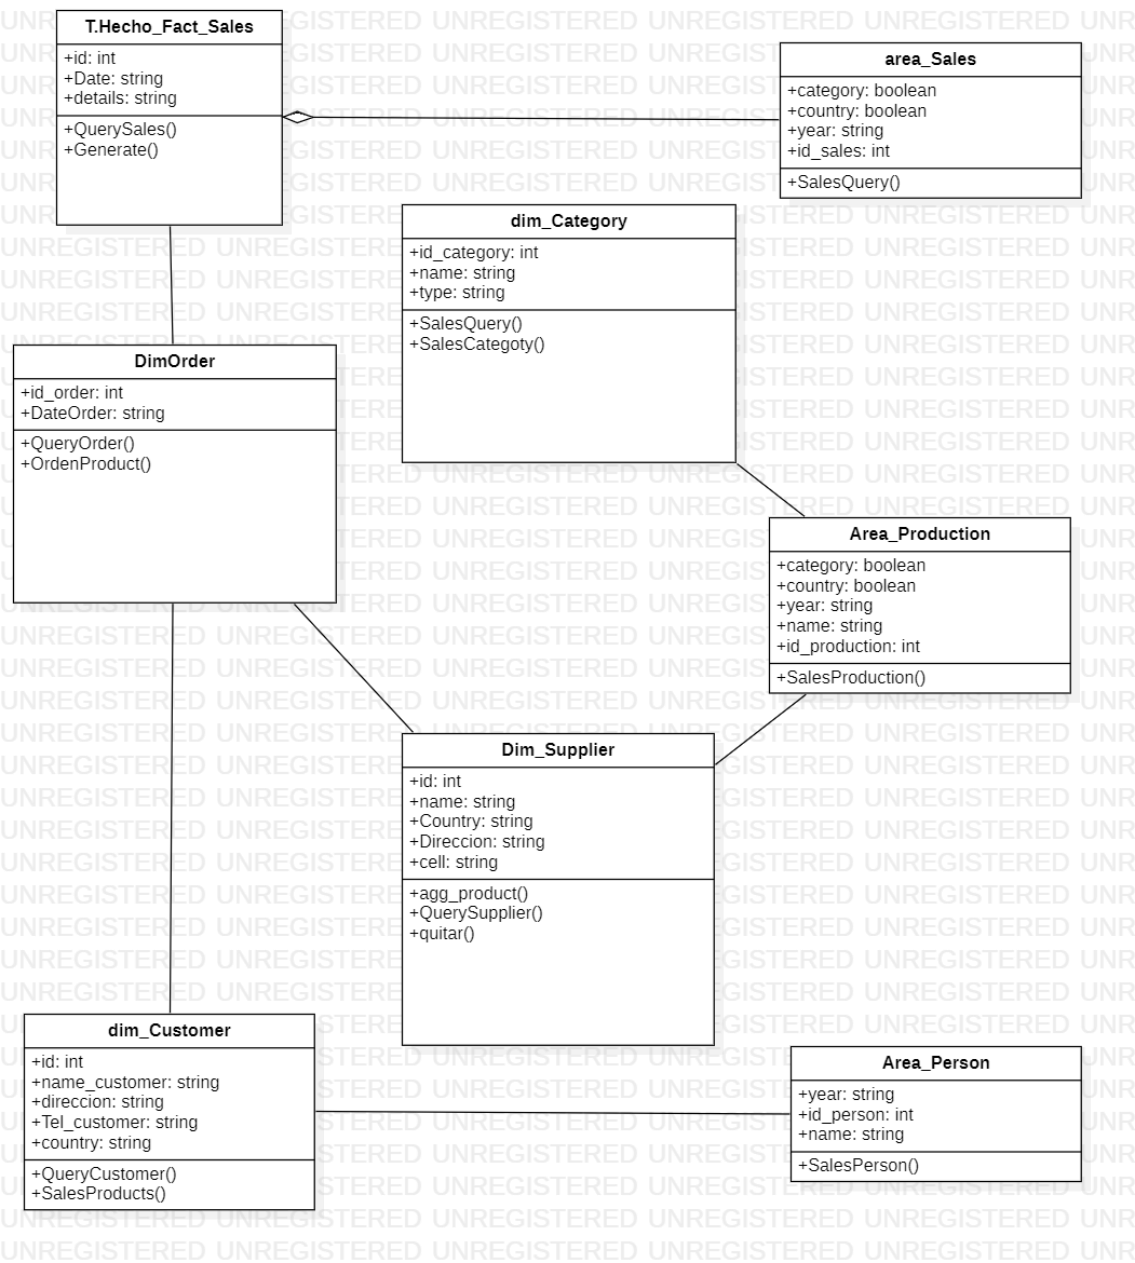 T.Hecho_Fact_Sales
+id: int
+Date: string
+details: string
+QuerySales()
+Generate()
area_Sales
+category: boolean
+country: boolean
+year: string
+id_sales: int
+SalesQuery()
dim_Category
+id_category: int
+name: string
+type: string
+SalesQuery()
+SalesCategoty()
DimOrder
+id_order: int
+DateOrder: string
+QueryOrder()
+OrdenProduct()
Area_Production
+category: boolean
+country: boolean
+year: string
+name: string
+id_production: int
+SalesProduction()
Dim_Supplier
+id: int
+name: string
+Country: string
+Direccion: string
+cell: string
+agg_product()
+QuerySupplier()
+quitar()
dim_Customer
+id: int
+name_customer: string
+direccion: string
+Tel_customer: string
+country: string
+QueryCustomer()
+SalesProducts()
Area_Person
+year: string
+id_person: int
+name: string
+SalesPerson()
UNREGISTERED